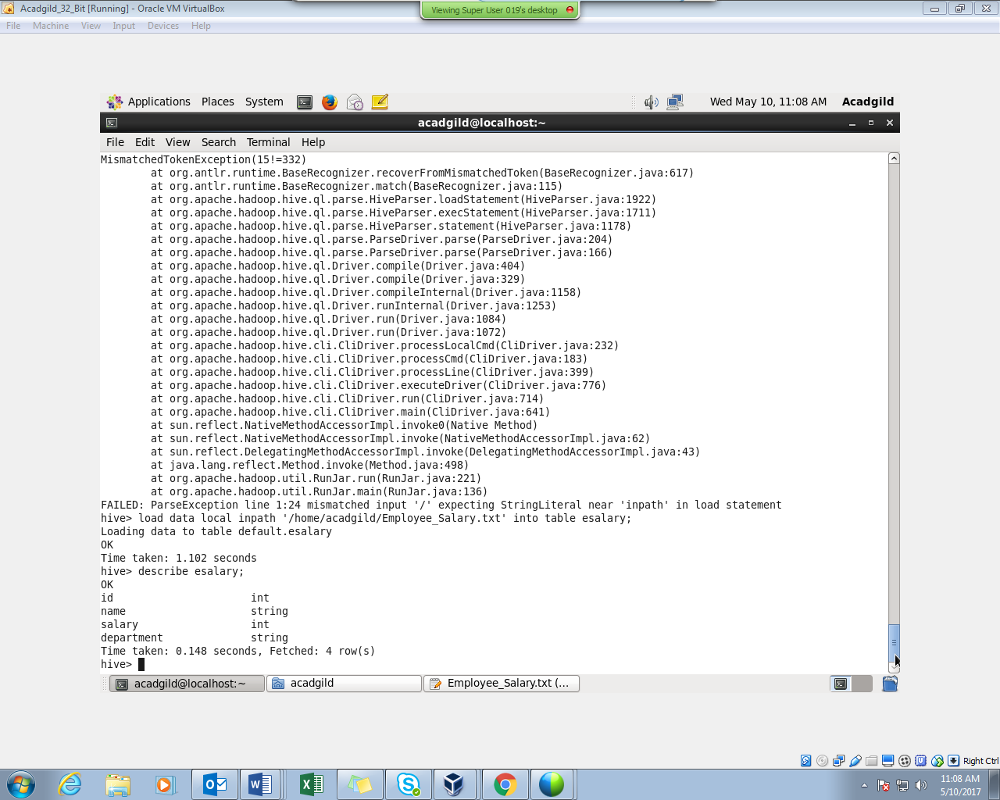 Acadgild_32_Bit [Running] - Oracle VM VirtualBox
Viewing Super User 019's desktop
File Machine View Input Devices Help
Applications Places System
Wed May 10, 11:08 AM Acadgild
acadgild@localhost:~
File Edit View Search Terminal Help
MismatchedTokenException(15!=332)
at org.antlr.runtime.BaseRecognizer.recoverFromMismatchedToken(BaseRecognizer.java:617)
at org.antlr.runtime.BaseRecognizer.match(BaseRecognizer.java:115)
at org.apache.hadoop.hive.ql.parse.HiveParser.loadStatement(HiveParser.java:1922)
at org.apache.hadoop.hive.ql.parse.HiveParser.execStatement(HiveParser.java:1711)
at org.apache.hadoop.hive.ql.parse.HiveParser.statement(HiveParser.java:1178)
at org.apache.hadoop.hive.ql.parse.ParseDriver.parse(ParseDriver.java:204)
at org.apache.hadoop.hive.ql.parse.ParseDriver.parse(ParseDriver.java:166)
at org.apache.hadoop.hive.ql.Driver.compile(Driver.java:404)
at org.apache.hadoop.hive.ql.Driver.compile(Driver.java:329)
at org.apache.hadoop.hive.ql.Driver.compileInternal(Driver.java:1158)
at org.apache.hadoop.hive.ql.Driver.runInternal(Driver.java:1253)
at org.apache.hadoop.hive.ql.Driver.run(Driver.java:1084)
at org.apache.hadoop.hive.ql.Driver.run(Driver.java:1072)
at org.apache.hadoop.hive.cli.CliDriver.processLocalCmd(CliDriver.java:232)
at org.apache.hadoop.hive.cli.CliDriver.processCmd(CliDriver.java:183)
at org.apache.hadoop.hive.cli.CliDriver.processLine(CliDriver.java:399)
at org.apache.hadoop.hive.cli.CliDriver.executeDriver(CliDriver.java:776)
at org.apache.hadoop.hive.cli.CliDriver.run(CliDriver.java:714)
at org.apache.hadoop.hive.cli.CliDriver.main(CliDriver.java:641)
at sun.reflect.NativeMethodAccessorImpl.invoke0(Native Method)
at sun.reflect.NativeMethodAccessorImpl.invoke(NativeMethodAccessorImpl.java:62)
at sun.reflect.DelegatingMethodAccessorImpl.invoke(DelegatingMethodAccessorImpl.java:43)
at java.lang.reflect.Method.invoke(Method.java:498)
at org.apache.hadoop.util.RunJar.run(RunJar.java:221)
at org.apache.hadoop.util.RunJar.main(RunJar.java:136)
FAILED: ParseException line 1:24 mismatched input '/' expecting StringLiteral near 'inpath' in load statement
hive> load data local inpath '/home/acadgild/Employee_Salary.txt' into table esalary;
Loading data to table default.esalary
OK
Time taken: 1.102 seconds
hive> describe esalary;
OK
id int
name string
salary int
department string
Time taken: 0.148 seconds, Fetched: 4 row(s)
hive>
acadgild@localhost:~ acadgild Employee_Salary.txt (...
Right Ctrl
11:08 AM
5/10/2017